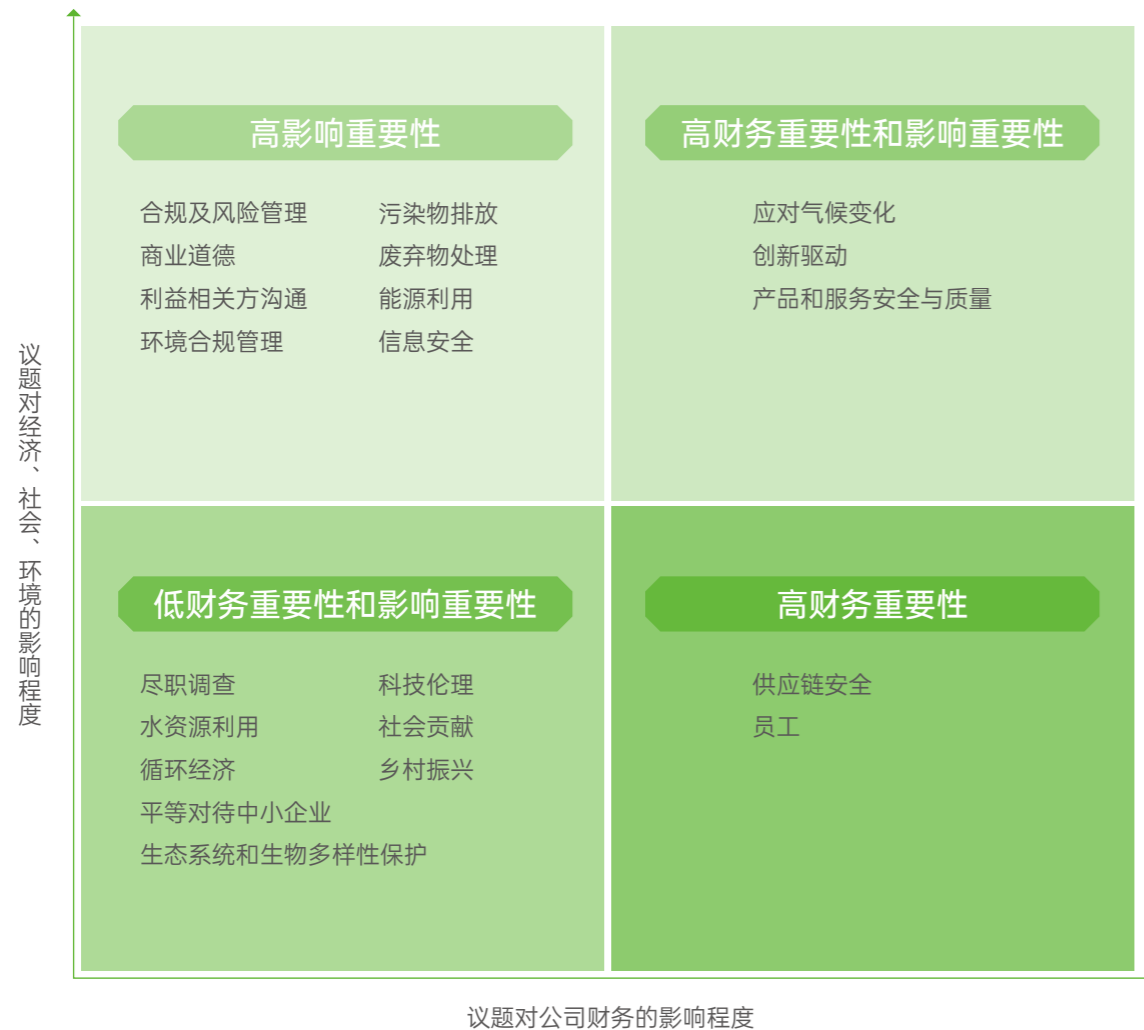 高影响重要性
合规及风险管理
商业道德
利益相关方沟通
环境合规管理
污染物排放
废弃物处理
能源利用
信息安全
高财务重要性和影响重要性
应对气候变化
创新驱动
产品和服务安全与质量
议题对经济、社会、环境的影响程度
低财务重要性和影响重要性
尽职调查
水资源利用
循环经济
平等对待中小企业
生态系统和生物多样性保护
科技伦理
社会贡献
乡村振兴
高财务重要性
供应链安全
员工
议题对公司财务的影响程度